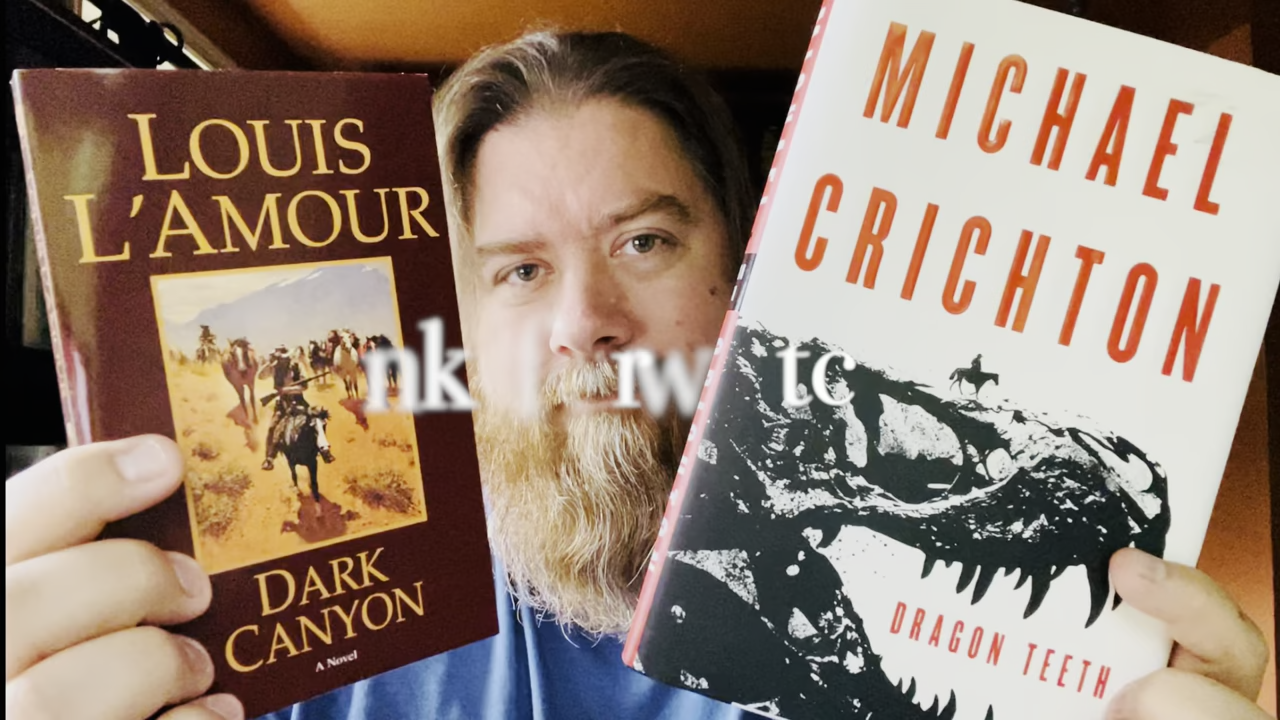 LOUIS
L'AMOUR
DARK
CANYON
A Novel
MICHAEL
CRICHTON
DRAGON TEETH